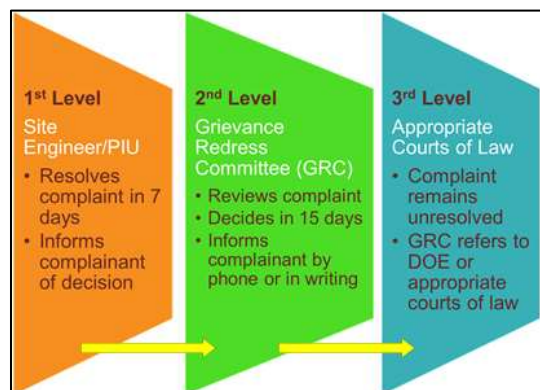 1st Level
Site
Engineer/PIU
• Resolves
complaint in 7
days
• Informs
complainant
of decision
2nd Level
Grievance
Redress
Committee (GRC)
• Reviews complaint
• Decides in 15 days
• Informs
complainant by
phone or in writing
3rd Level
Appropriate
Courts of Law
• Complaint
remains
unresolved
• GRC refers to
DOE or
appropriate
courts of law